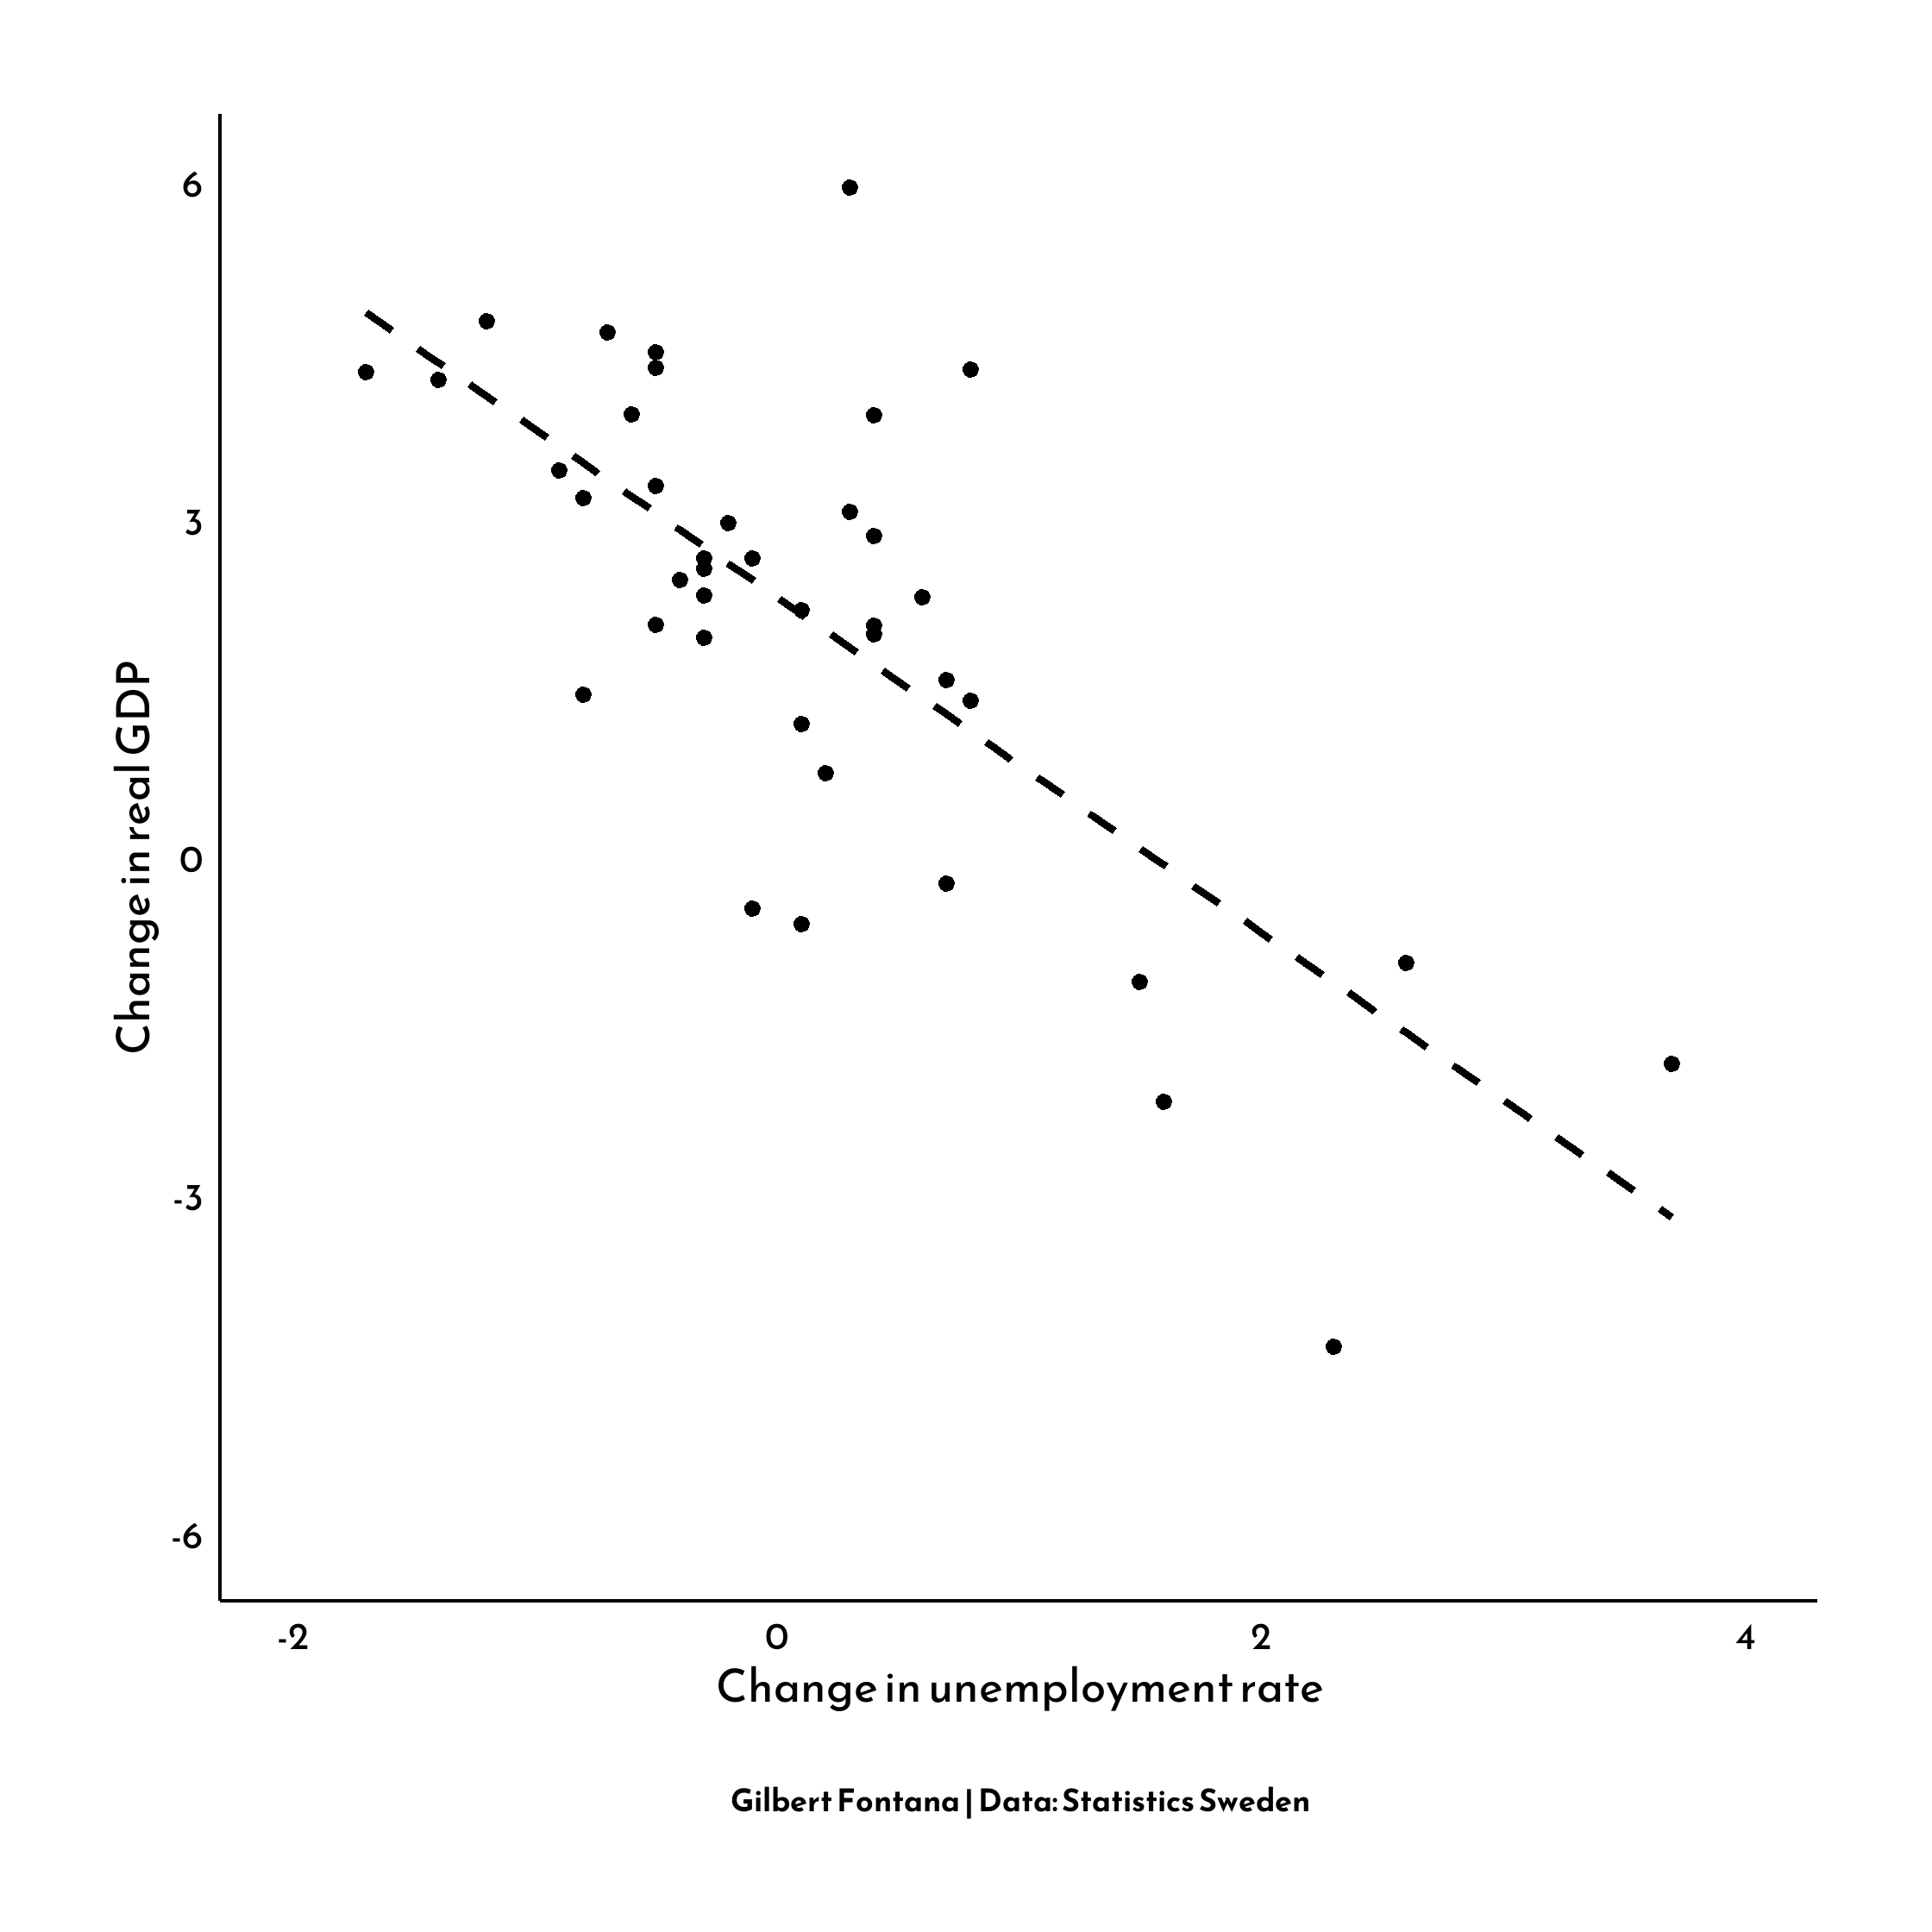 6
3
0
-3
-6
Change in real GDP
-2 0 2 4
Change in unemployment rate
Gilbert Fontana | Data: Statistics Sweden